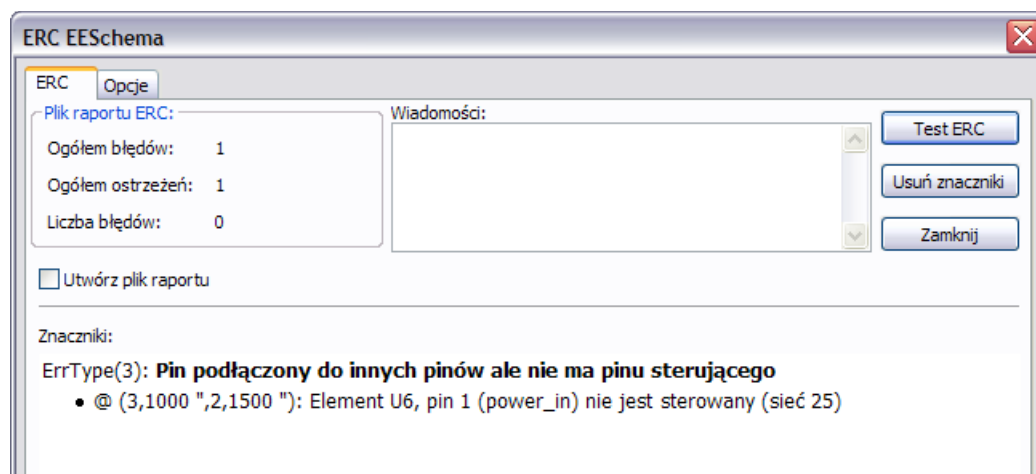 ERC EESchema
ERC Opcje
Plik raportu ERC:
Ogółem błędów: 1
Ogółem ostrzeżeń: 1
Liczba błędów: 0
Wiadomości:
Test ERC
Usuń znaczniki
Zamknij
Utwórz plik raportu
Znaczniki:
ErrType(3): Pin podłączony do innych pinów ale nie ma pinu sterującego
• @ (3,1000 ",2,1500 "): Element U6, pin 1 (power_in) nie jest sterowany (sieć 25)